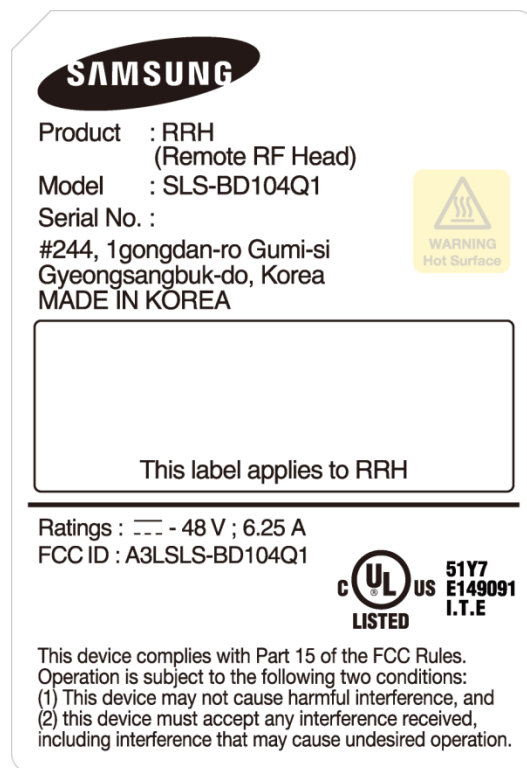 SAMSUNG
Product : RRH
(Remote RF Head)
Model : SLS-BD104Q1
Serial No. :
#244, 1gongdan-ro Gumi-si
Gyeongsangbuk-do, Korea
MADE IN KOREA
WARNING
Hot Surface
This label applies to RRH
Ratings : ⎓ - 48 V ; 6.25 A
FCC ID : A3LSLS-BD104Q1
C UL ® US
LISTED
51Y7
E149091
I.T.E
This device complies with Part 15 of the FCC Rules.
Operation is subject to the following two conditions:
(1) This device may not cause harmful interference, and
(2) this device must accept any interference received,
including interference that may cause undesired operation.